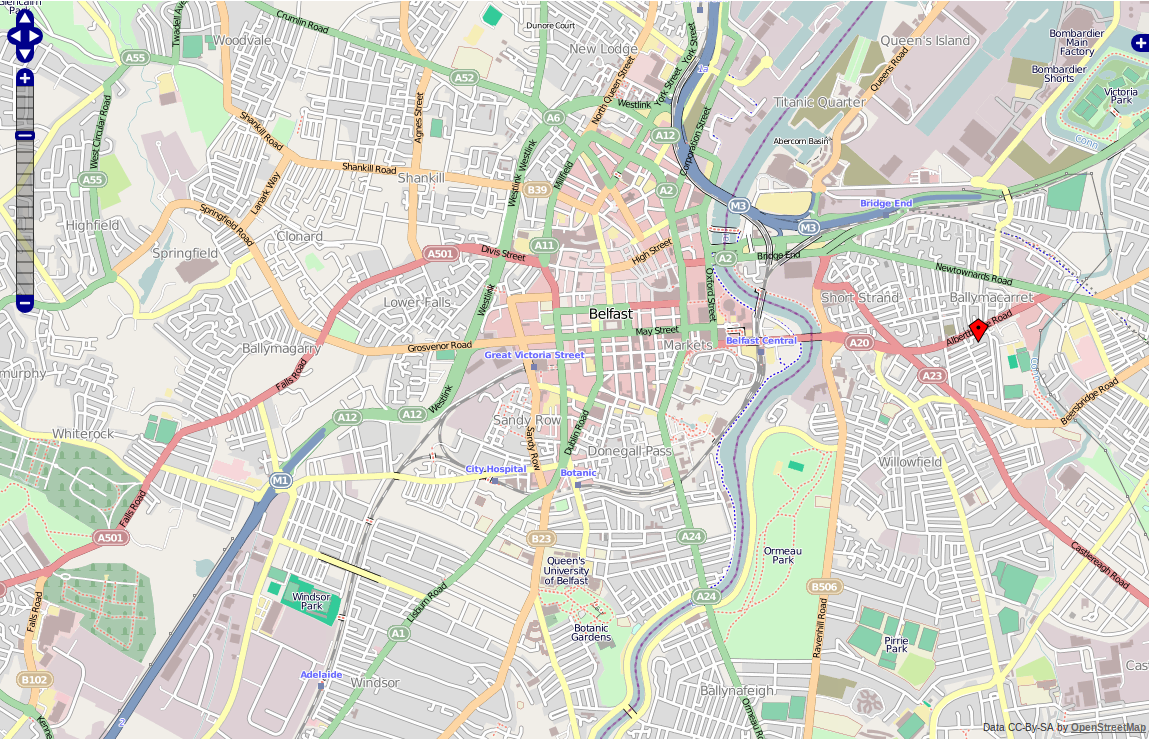 Glencairn
Park
Crumlin Road
Twadell Ave
Woodvale
Dunore Court
New Lodge
York Street
Queen's Island
Bombardier
Main
Factory
Bombardier
Shorts
Victoria
Park
A55
A52
North Queen Street
Westlink
York Street
Titanic Quarter
Queens Road
West Circular Road
Shankill Road
Agnes Street
A6
A12
Corporation Street
Abercorn Basin
Conn
Shankill Road
Shankill
Westlink
Westlink
Millfield
B39
A2
A55
Lanark Way
M3
Bridge End
Highfield
Springfield Road
Clonard
Springfield
A501
Divis Street
A11
High Street
A2
M3
Bridge End
Newtownards Road
Oxford Street
Lower Falls
Westlink
Belfast
Short Strand
Ballymacarret
May Street
Markets
Belfast Central
A20
Ballymagarry
Grosvenor Road
Great Victoria Street
murphy
Falls Road
Westlink
A23
Beersbridge Road
A12
A12
Sandy Row
Sandy Row
Dublin Road
Donegall Pass
Whiterock
City Hospital
Botanic
Willowfield
M1
Falls Road
A501
B23
A24
Ormeau
Park
Queen's
University
of Belfast
Castlereagh Road
Windsor
Park
Lisburn Road
A24
B506
Falls Road
Botanic
Gardens
Ravenhill Road
A1
Pirrie
Park
B102
Adelaide
Windsor
Ballynafeigh
Cast
Kenne
Ormeau Ro
Data CC-By-SA by OpenStreetMap